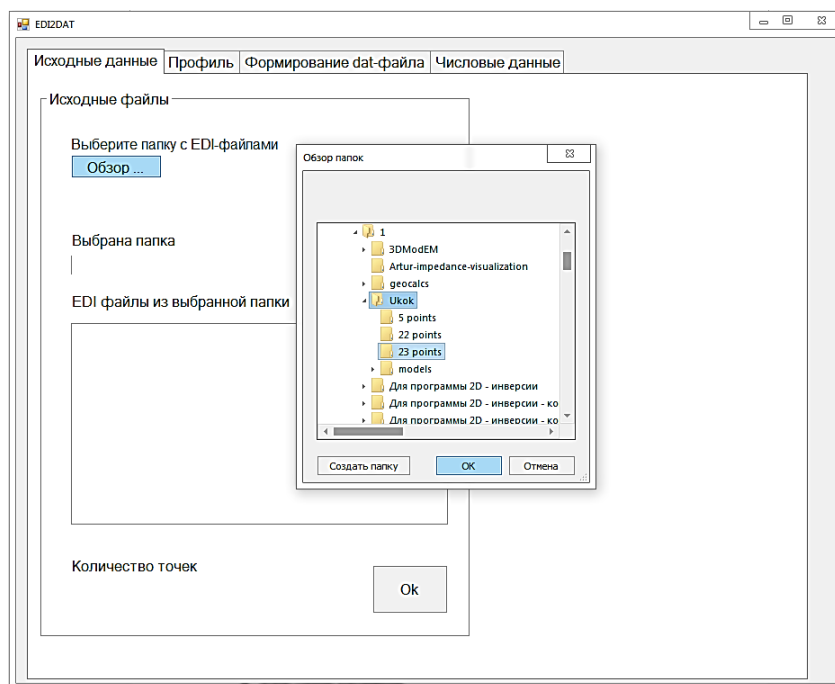 EDI2DAT
Исходные данные Профиль Формирование dat-файла Числовые данные
Исходные файлы
Выберите папку с EDI-файлами
Обзор ...
Выбрана папка
EDI файлы из выбранной папки
Количество точек
Ok
Обзор папок
1
3DModEM
Artur-impedance-visualization
geocalcs
Ukok
5 points
22 points
23 points
models
Для программы 2D - инверсии
Для программы 2D - инверсии - ко
Для программы 2D - инверсии - ко
Создать папку OK Отмена